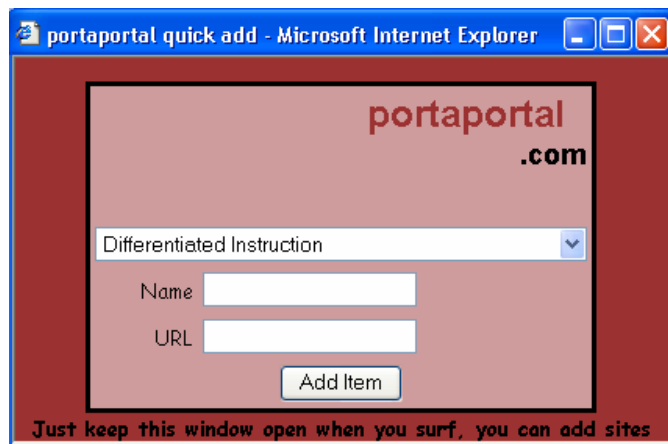 portaportal quick add - Microsoft Internet Explorer
portaportal
.com
Differentiated Instruction
Name
URL
Add Item
Just keep this window open when you surf, you can add sites